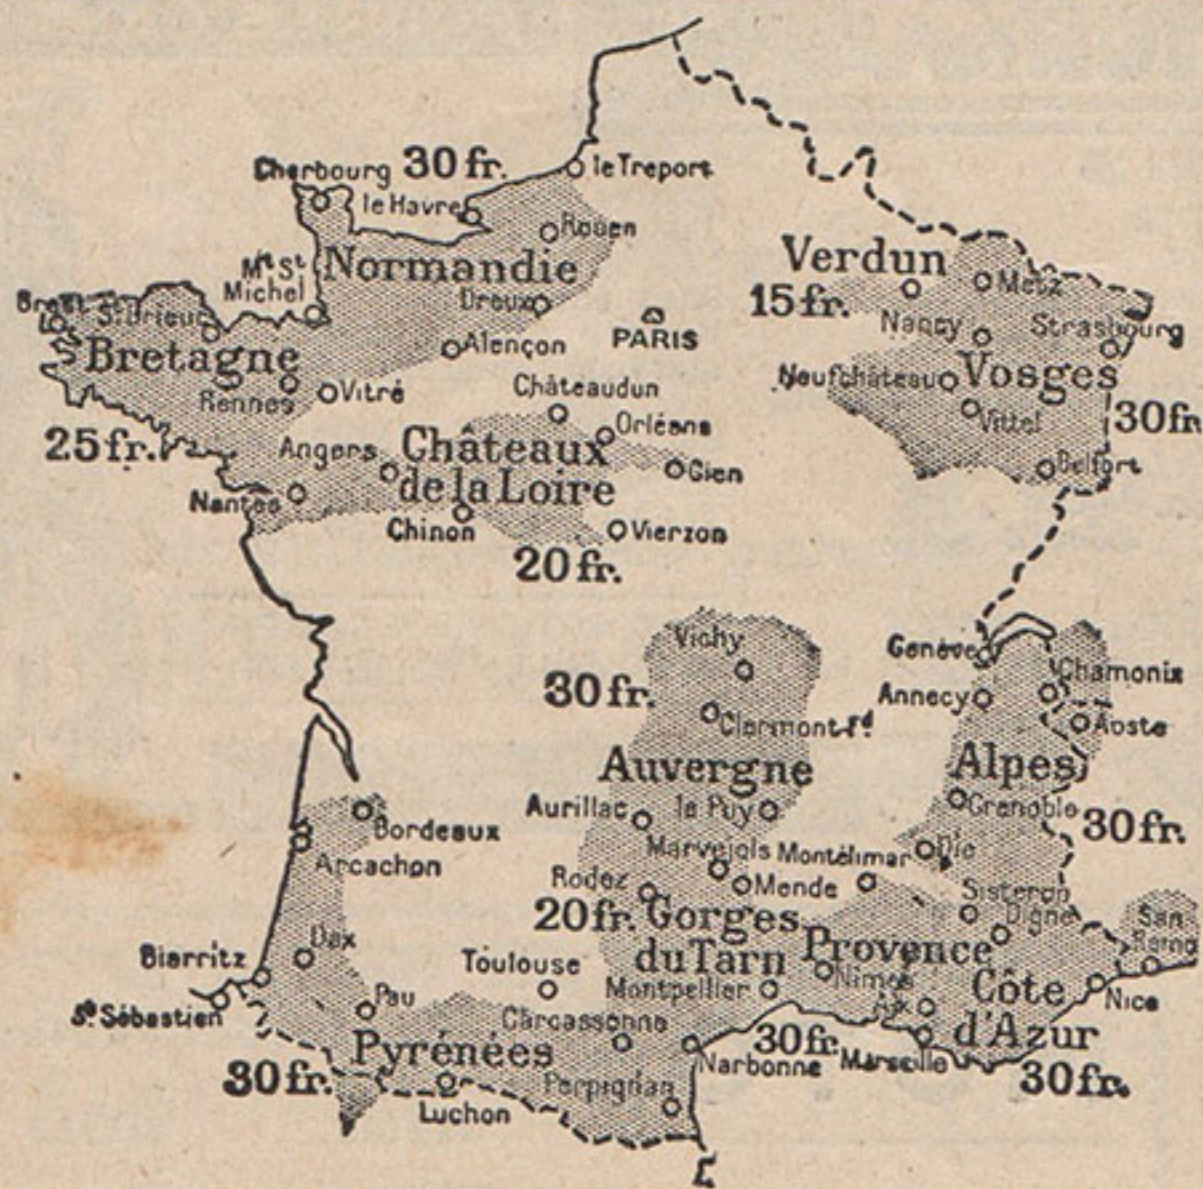 Cherbourg 30 fr. le Treport
le Havre
Rouen
Normandie
Mt St
Michel
Dreux
Verdun
Metz
15 fr.
Brest
St Brieuc
Nancy
Strasbourg
PARIS
Alençon
Bretagne
Rennes
Vitré
Châteaudun
Neufchâteau
Vosges
Vittel
30 fr.
25 fr.
Angers
Châteaux
de la Loire
Orléans
Gien
Belfort
Nantes
Chinon
Vierzon
20 fr.
Vichy
Genève
Chamonix
30 fr.
Annecy
Clermont-Fd
Aoste
Auvergne
Alpes
Aurillac
le Puy
Grenoble
30 fr.
Bordeaux
Arcachon
Marvejols
Montélimar
Die
Rodez
Mende
Sisteron
Digne
San
Remo
20 fr.
Gorges
du Tarn
Provence
Dax
Biarritz
Toulouse
Montpellier
Nimes
Côte
d'Azur
Nice
St Sébastien
Pau
Carcassonne
Aix
Pyrénées
30 fr.
Narbonne
30 fr.
Marseille
30 fr.
Luchon
Perpignan